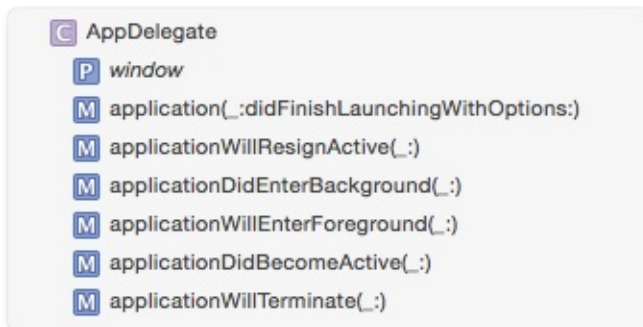 C AppDelegate
P window
M application(_:didFinishLaunchingWithOptions:)
M applicationWillResignActive(_:)
M applicationDidEnterBackground(_:)
M applicationWillEnterForeground(_:)
M applicationDidBecomeActive(_:)
M applicationWillTerminate(_:)